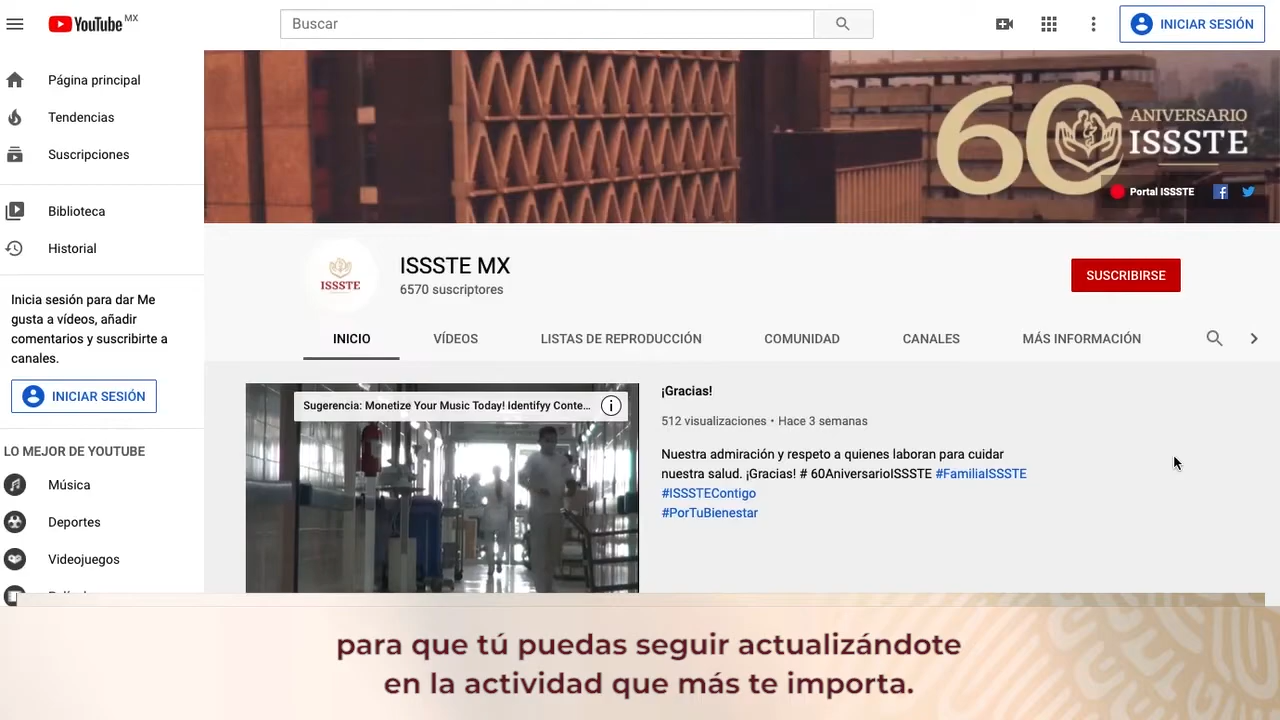 YouTube MX
Buscar
INICIAR SESIÓN
Página principal
Tendencias
Suscripciones
Biblioteca
Historial
Inicia sesión para dar Me
gusta a vídeos, añadir
comentarios y suscribirte a
canales.
INICIAR SESIÓN
LO MEJOR DE YOUTUBE
Música
Deportes
Videojuegos
60 ANIVERSARIO
ISSSTE
Portal ISSSTE
ISSSTE
ISSSTE MX
6570 suscriptores
SUSCRIBIRSE
INICIO
VÍDEOS
LISTAS DE REPRODUCCIÓN
COMUNIDAD
CANALES
MÁS INFORMACIÓN
Sugerencia: Monetize Your Music Today! Identifyy Conte...
¡Gracias!
512 visualizaciones • Hace 3 semanas
Nuestra admiración y respeto a quienes laboran para cuidar
nuestra salud. ¡Gracias! # 60AniversarioISSSTE #FamiliaISSSTE
#ISSSTEContigo
#PorTuBienestar
para que tú puedas seguir actualizándote
en la actividad que más te importa.